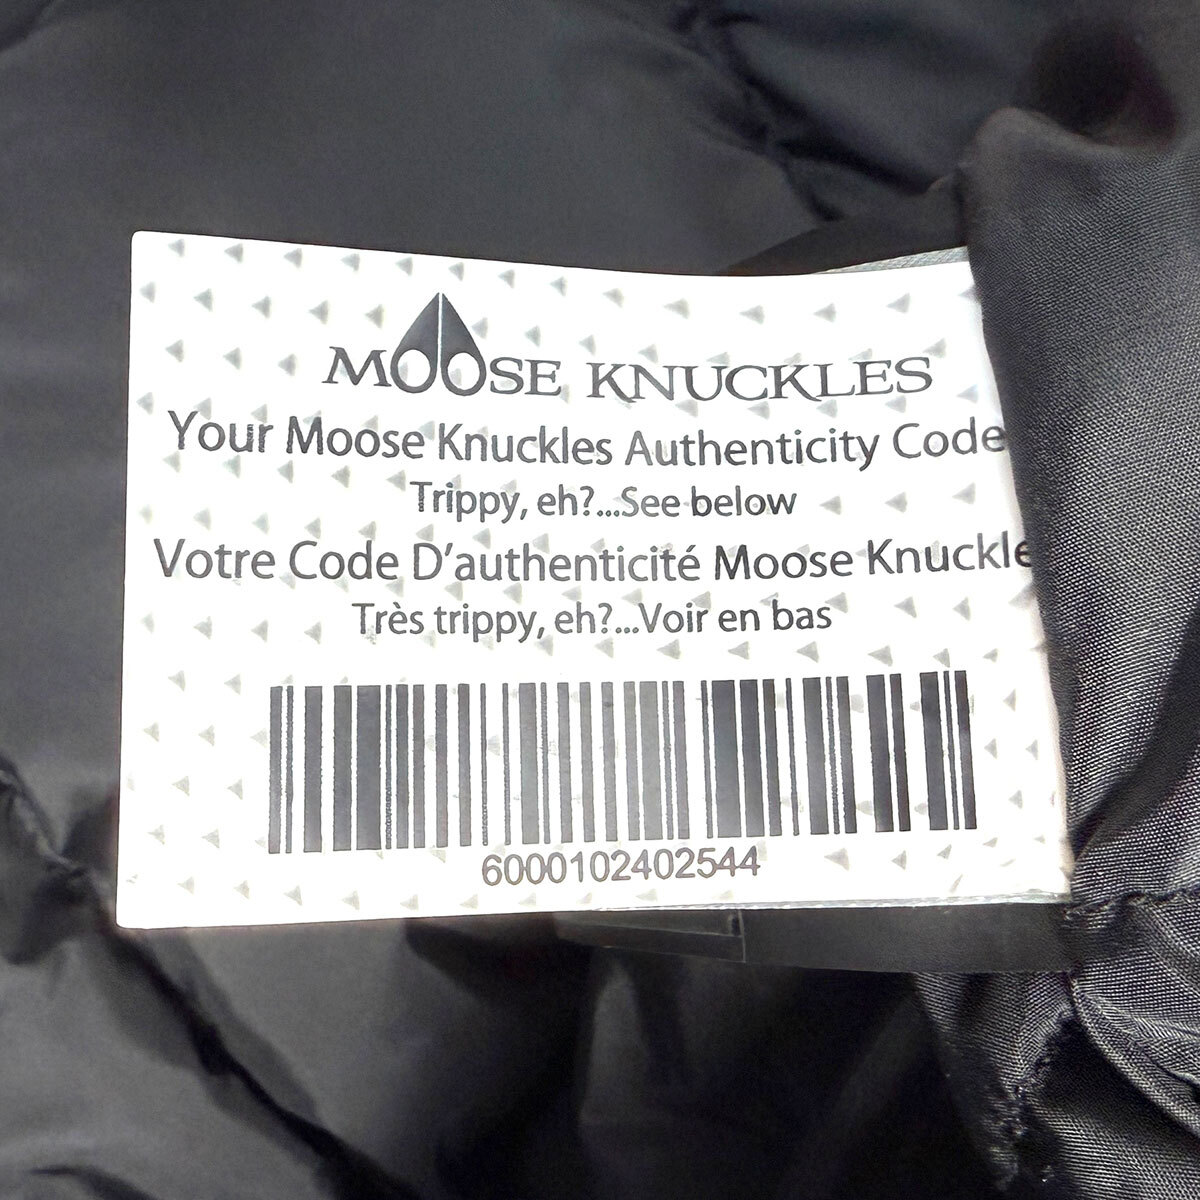 MOOSE KNUCKLES
Your Moose Knuckles Authenticity Code
Trippy, eh?...See below
Votre Code D'authenticité Moose Knuckle
Très trippy, eh?...Voir en bas
6000102402544